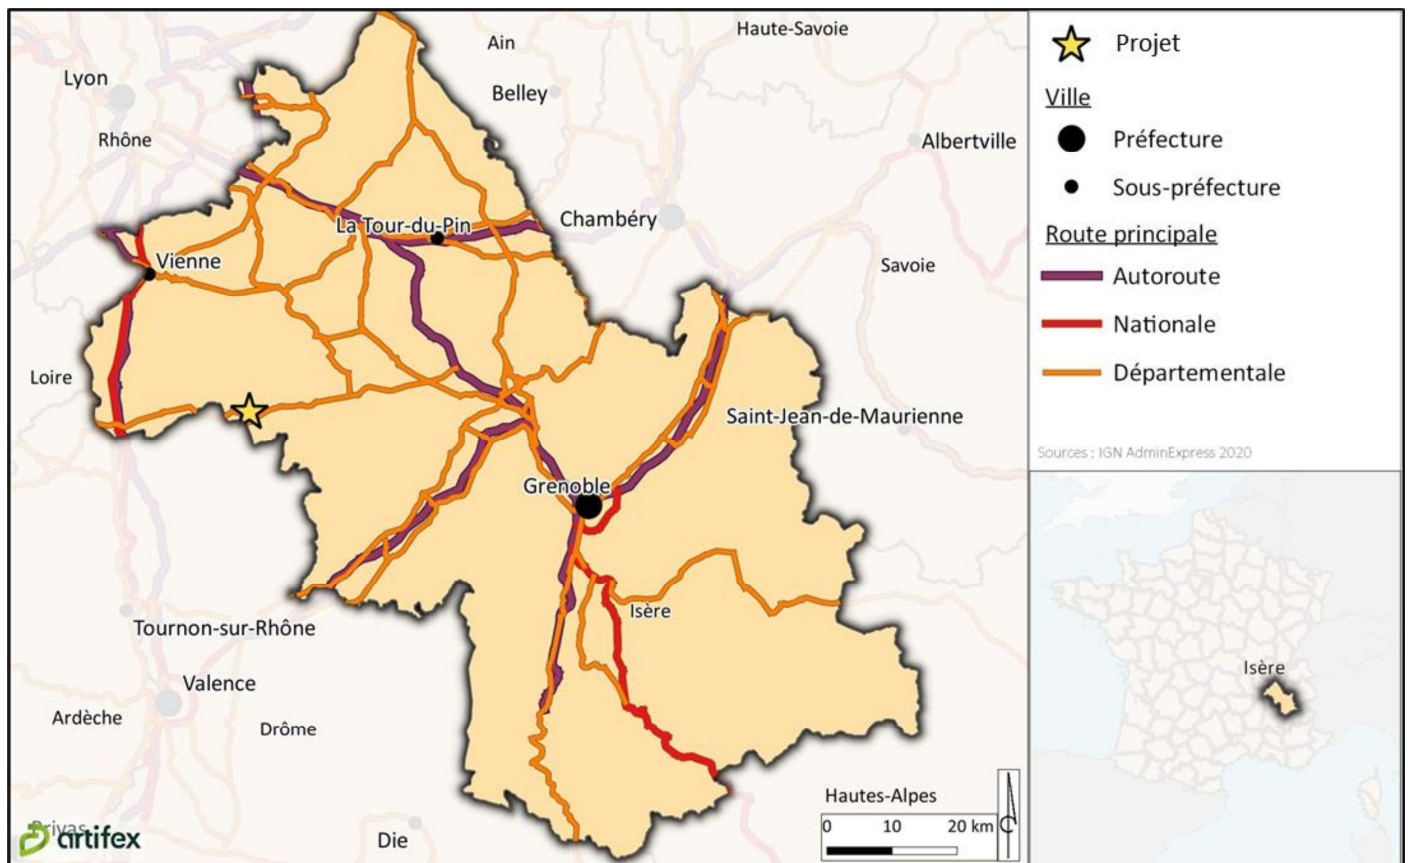 Haute-Savoie
Ain
Lyon
Belley
Rhône
Albertville
Chambéry
La Tour-du-Pin
Vienne
Savoie
Loire
Saint-Jean-de-Maurienne
Grenoble
Isère
Tournon-sur-Rhône
Valence
Ardèche
Drôme
Hautes-Alpes
0 10 20 km
Privas
artifex
Die
Projet
Ville
Préfecture
Sous-préfecture
Route principale
Autoroute
Nationale
Départementale
Sources : IGN AdminExpress 2020
Isère